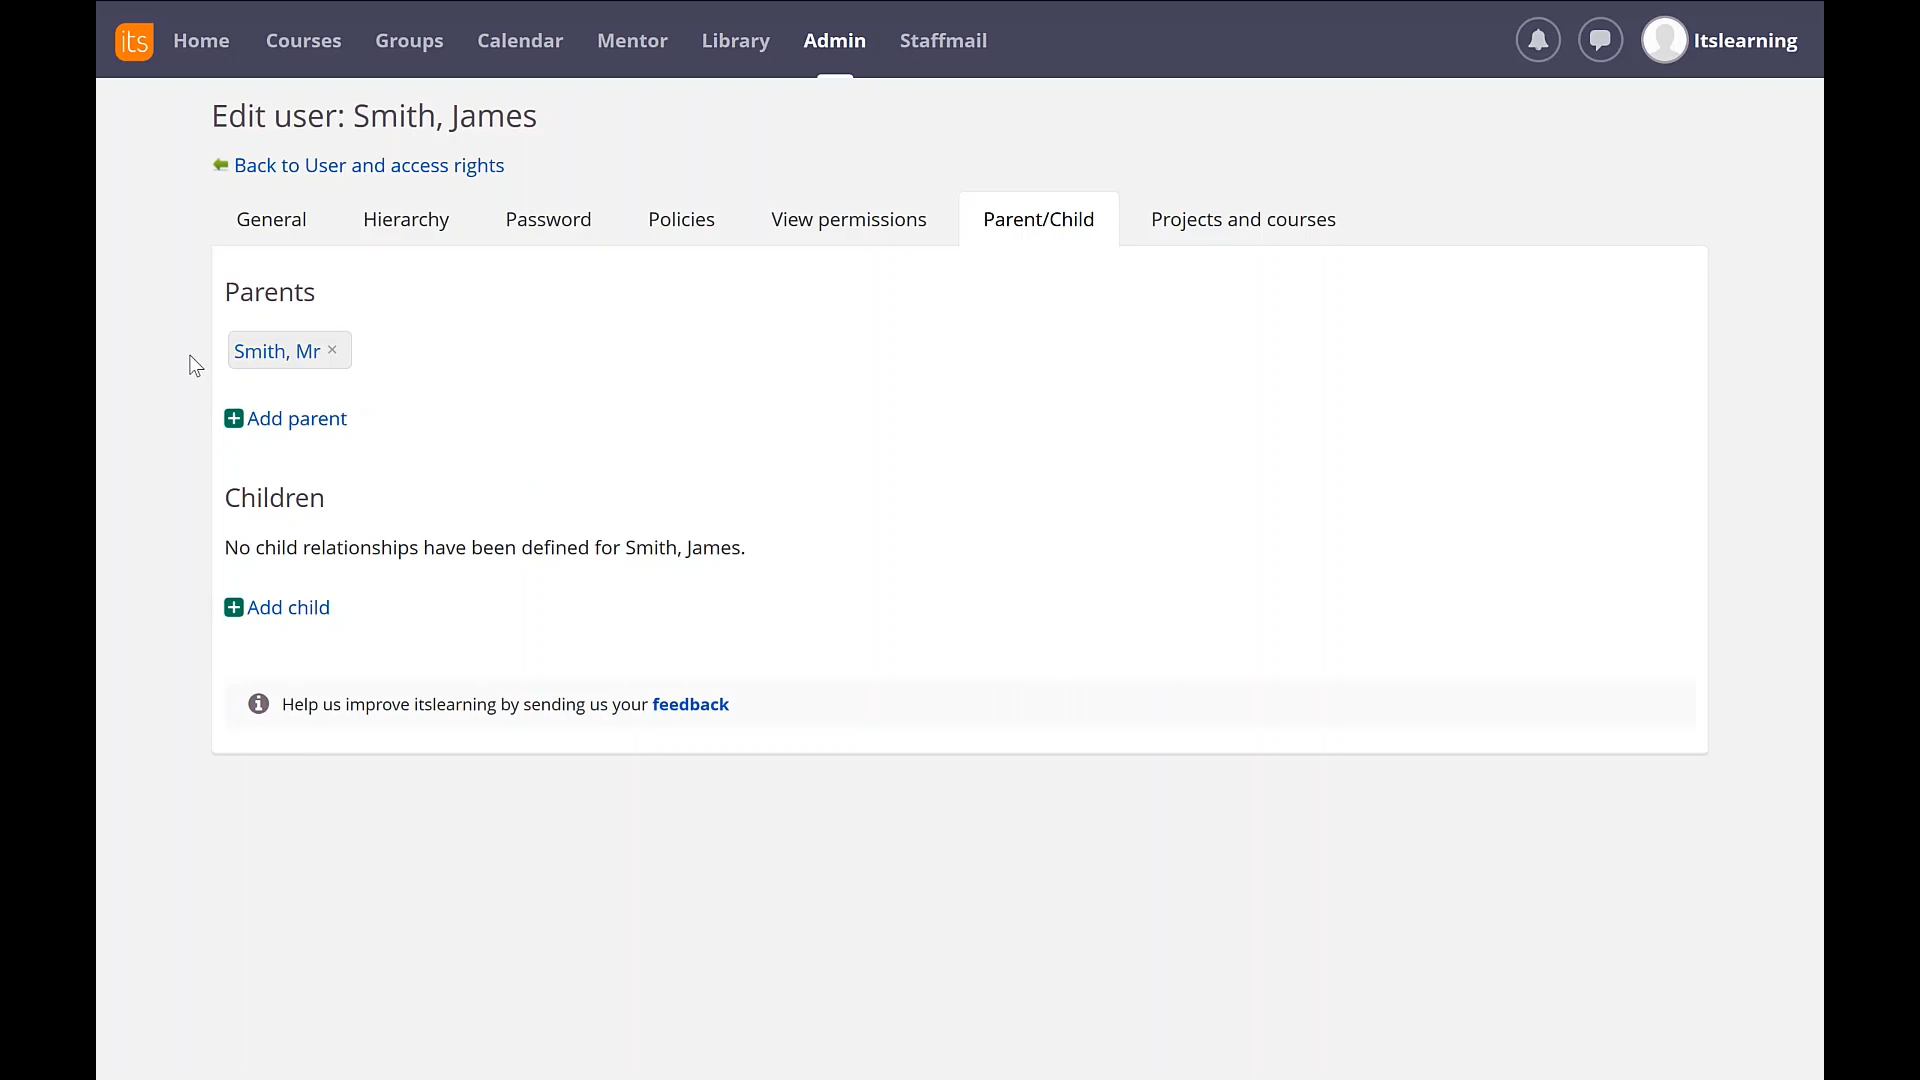 its Home Courses Groups Calendar Mentor Library Admin Staffmail Itslearning
Edit user: Smith, James
Back to User and access rights
General Hierarchy Password Policies View permissions Parent/Child Projects and courses
Parents
Smith, Mr ×
Add parent
Children
No child relationships have been defined for Smith, James.
Add child
Help us improve itslearning by sending us your feedback